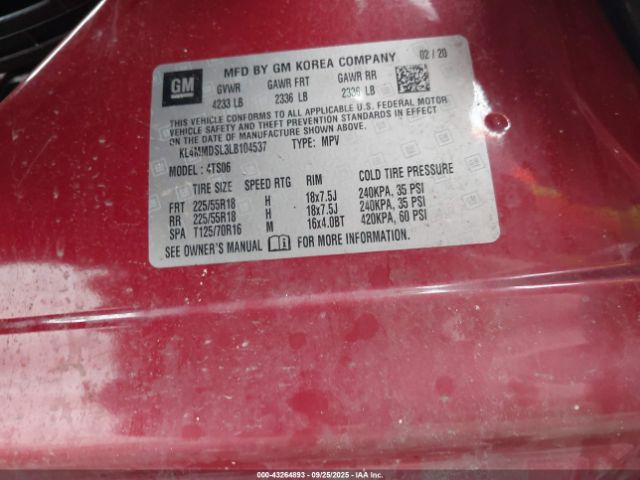 GM
MFD BY GM KOREA COMPANY 02 / 20
GVWR GAWR FRT GAWR RR
4233 LB 2336 LB 2336 LB
THIS VEHICLE CONFORMS TO ALL APPLICABLE U.S. FEDERAL MOTOR
VEHICLE SAFETY AND THEFT PREVENTION STANDARDS IN EFFECT
ON THE DATE OF MANUFACTURE SHOWN ABOVE.
KL4MMDSL3LB104537 TYPE: MPV
MODEL : 4TS06
TIRE SIZE SPEED RTG RIM COLD TIRE PRESSURE
FRT 225/55R18 H 18x7.5J 240KPA, 35 PSI
RR 225/55R18 H 18x7.5J 240KPA, 35 PSI
SPA T125/70R16 M 16x4.0BT 420KPA, 60 PSI
SEE OWNER'S MANUAL FOR MORE INFORMATION.
000-43264893 09/25/2025 IAA Inc.